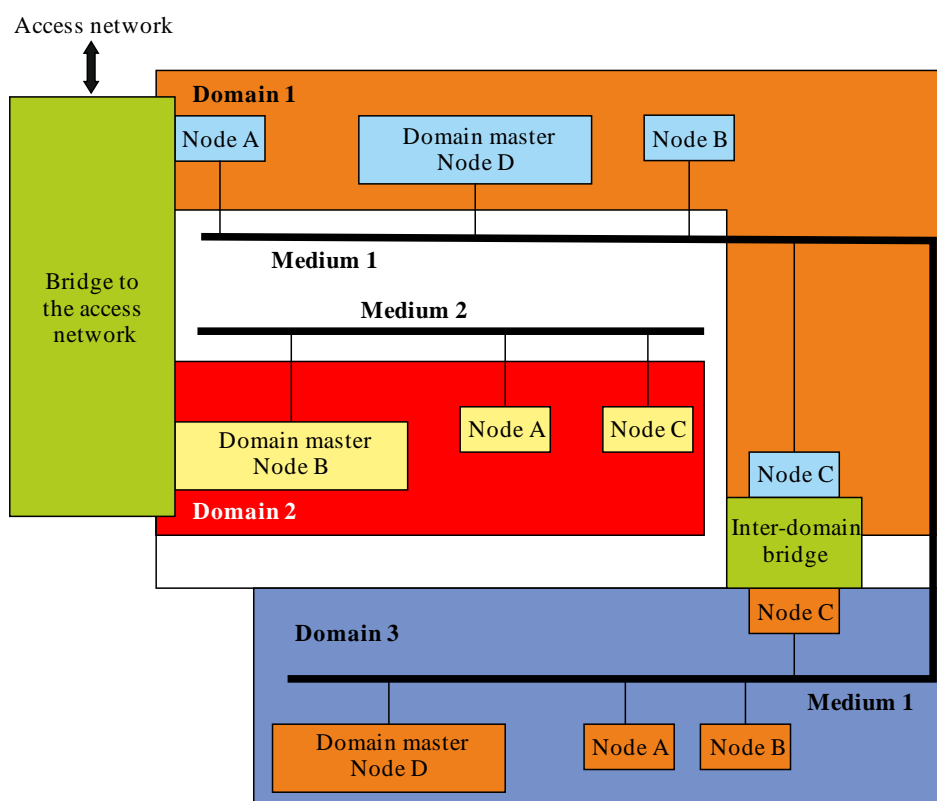 Access network
Domain 1
Node A
Domain master
Node D
Node B
Medium 1
Bridge to
the access
network
Medium 2
Domain master
Node B
Node A
Node C
Domain 2
Node C
Inter-domain
bridge
Node C
Domain 3
Medium 1
Domain master
Node D
Node A
Node B